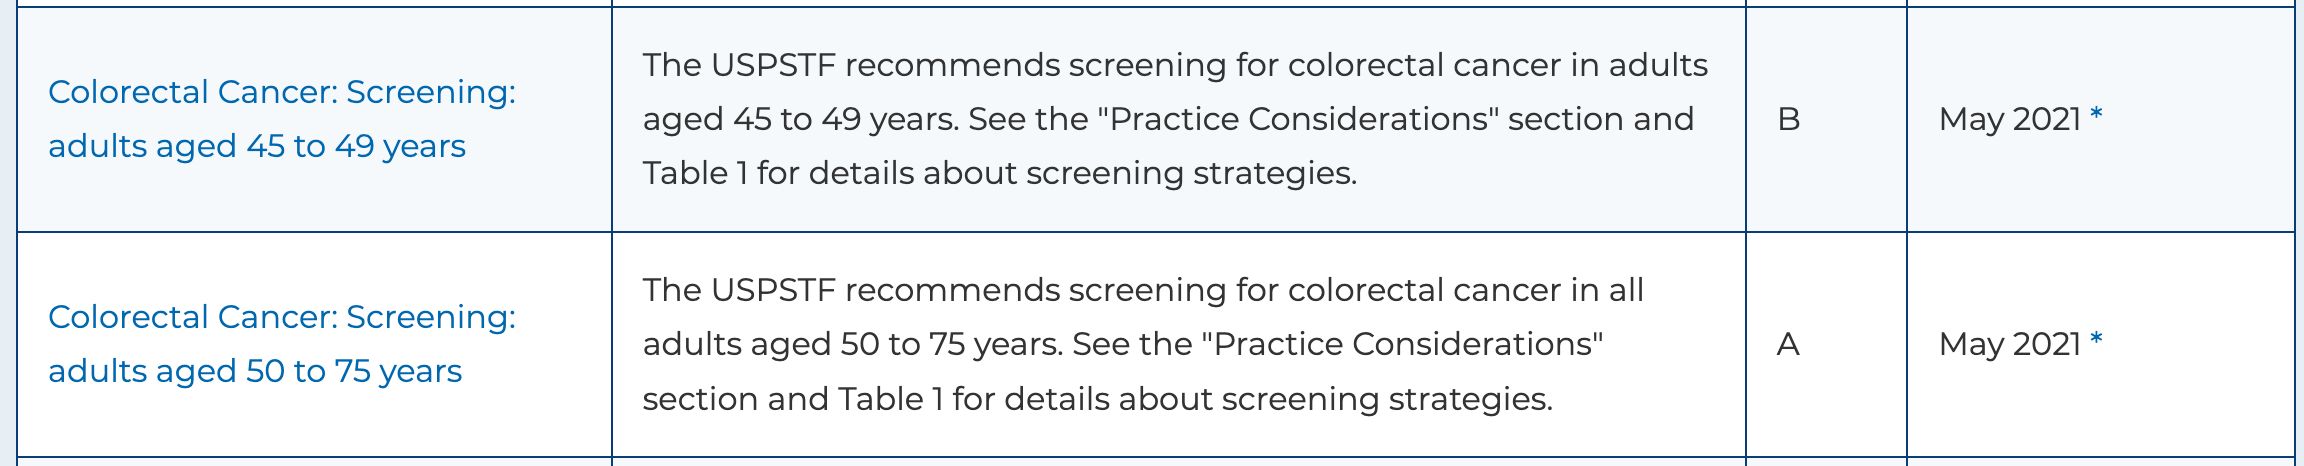 Colorectal Cancer: Screening:
adults aged 45 to 49 years
The USPSTF recommends screening for colorectal cancer in adults
aged 45 to 49 years. See the "Practice Considerations" section and
Table 1 for details about screening strategies.
B
May 2021 *
Colorectal Cancer: Screening:
adults aged 50 to 75 years
The USPSTF recommends screening for colorectal cancer in all
adults aged 50 to 75 years. See the "Practice Considerations"
section and Table 1 for details about screening strategies.
A
May 2021 *